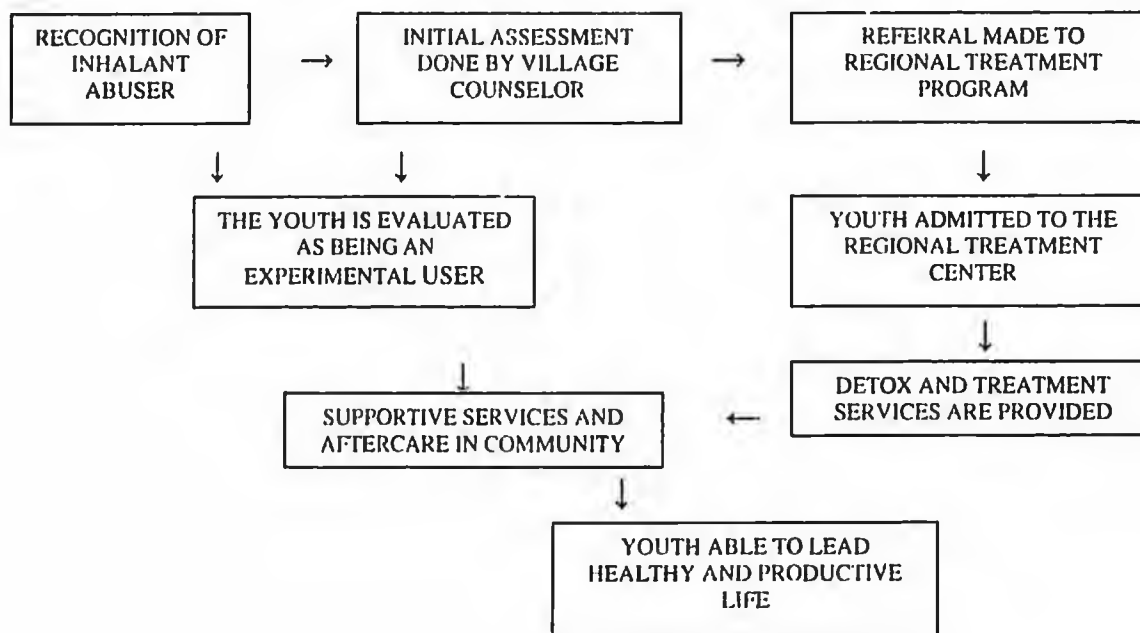 RECOGNITION OF
INHALANT
ABUSER
→
INITIAL ASSESSMENT
DONE BY VILLAGE
COUNSELOR
→
REFERRAL MADE TO
REGIONAL TREATMENT
PROGRAM
↓
↓
↓
THE YOUTH IS EVALUATED
AS BEING AN
EXPERIMENTAL USER
YOUTH ADMITTED TO THE
REGIONAL TREATMENT
CENTER
↓
↓
SUPPORTIVE SERVICES AND
AFTERCARE IN COMMUNITY
←
DETOX AND TREATMENT
SERVICES ARE PROVIDED
↓
YOUTH ABLE TO LEAD
HEALTHY AND PRODUCTIVE
LIFE